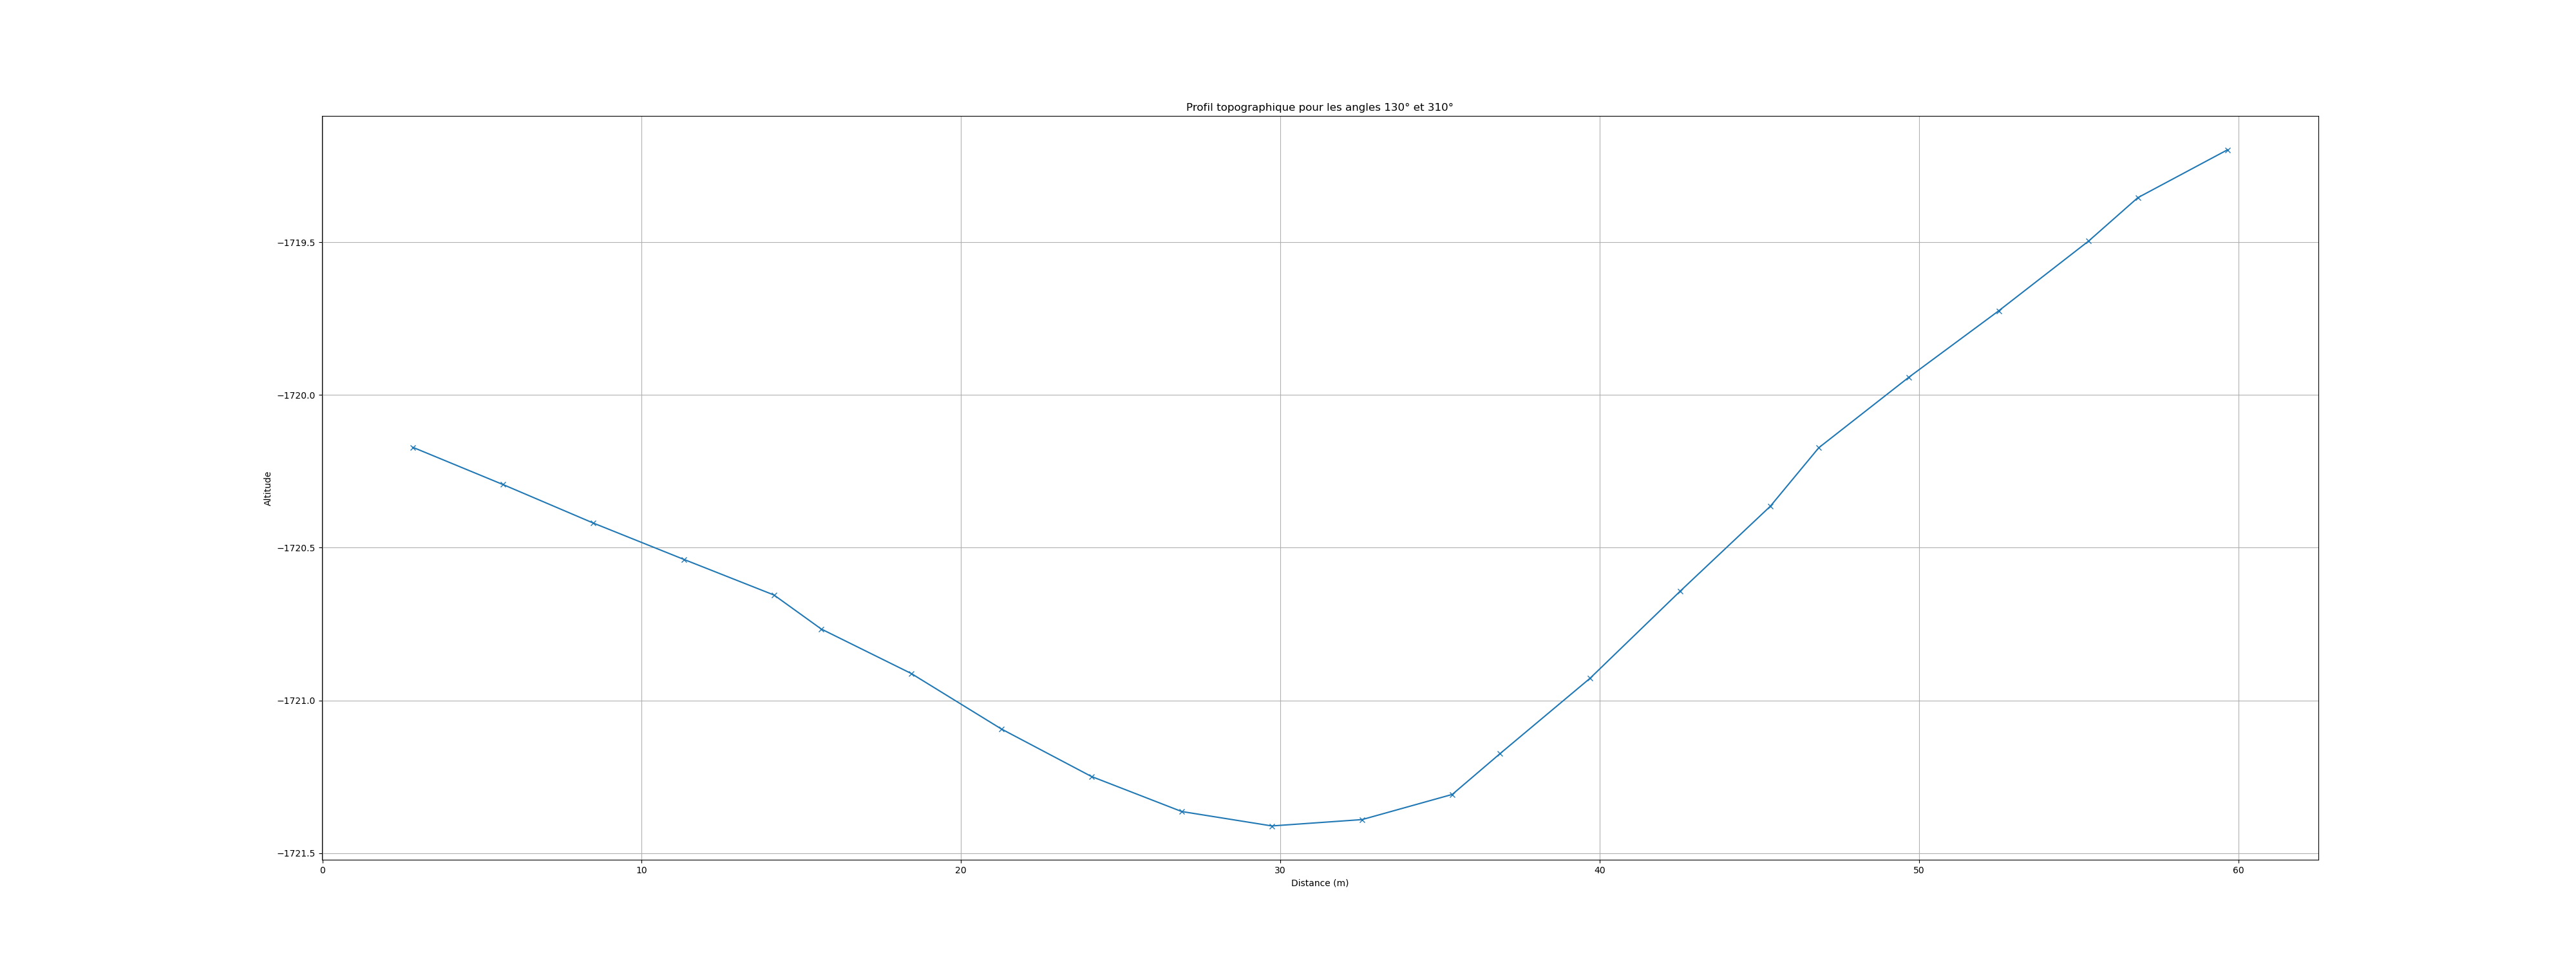 Profil topographique pour les angles 130° et 310°
Altitude
−1719.5
−1720.0
−1720.5
−1721.0
−1721.5
0 10 20 30 40 50 60
Distance (m)